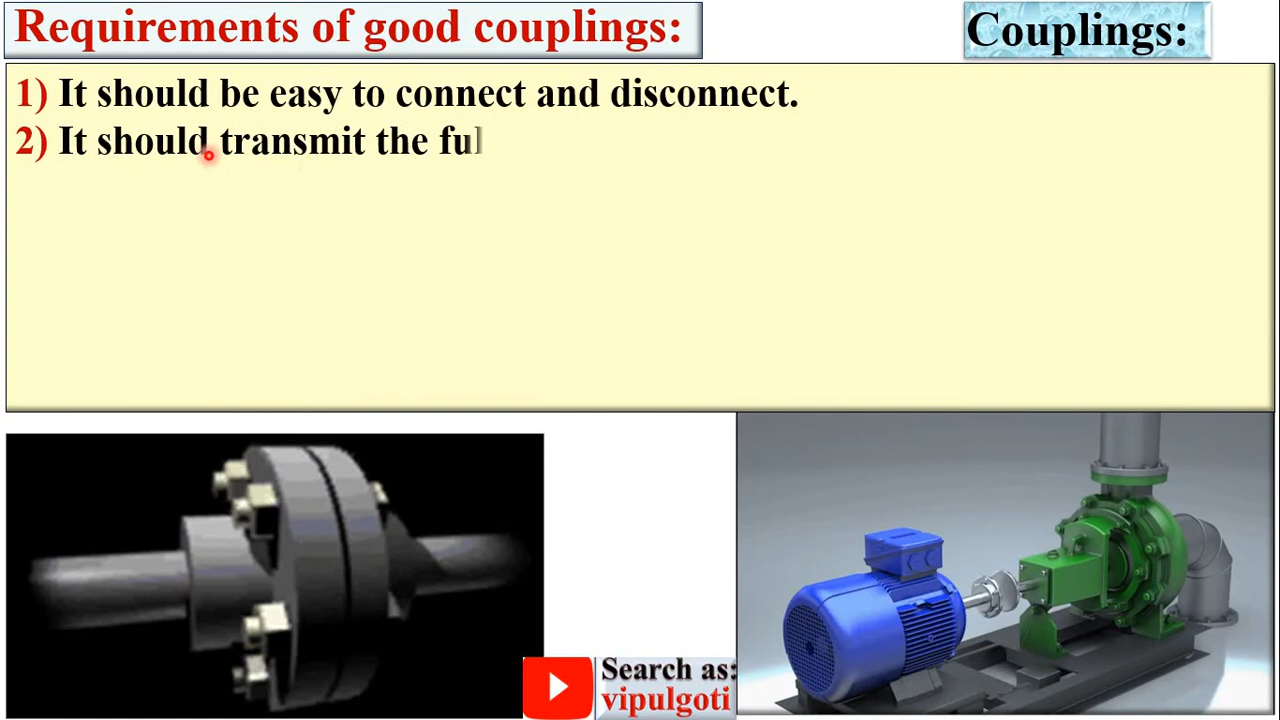 Requirements of good couplings:
Couplings:
1) It should be easy to connect and disconnect.
2) It should transmit the ful
Search as:
vipulgoti